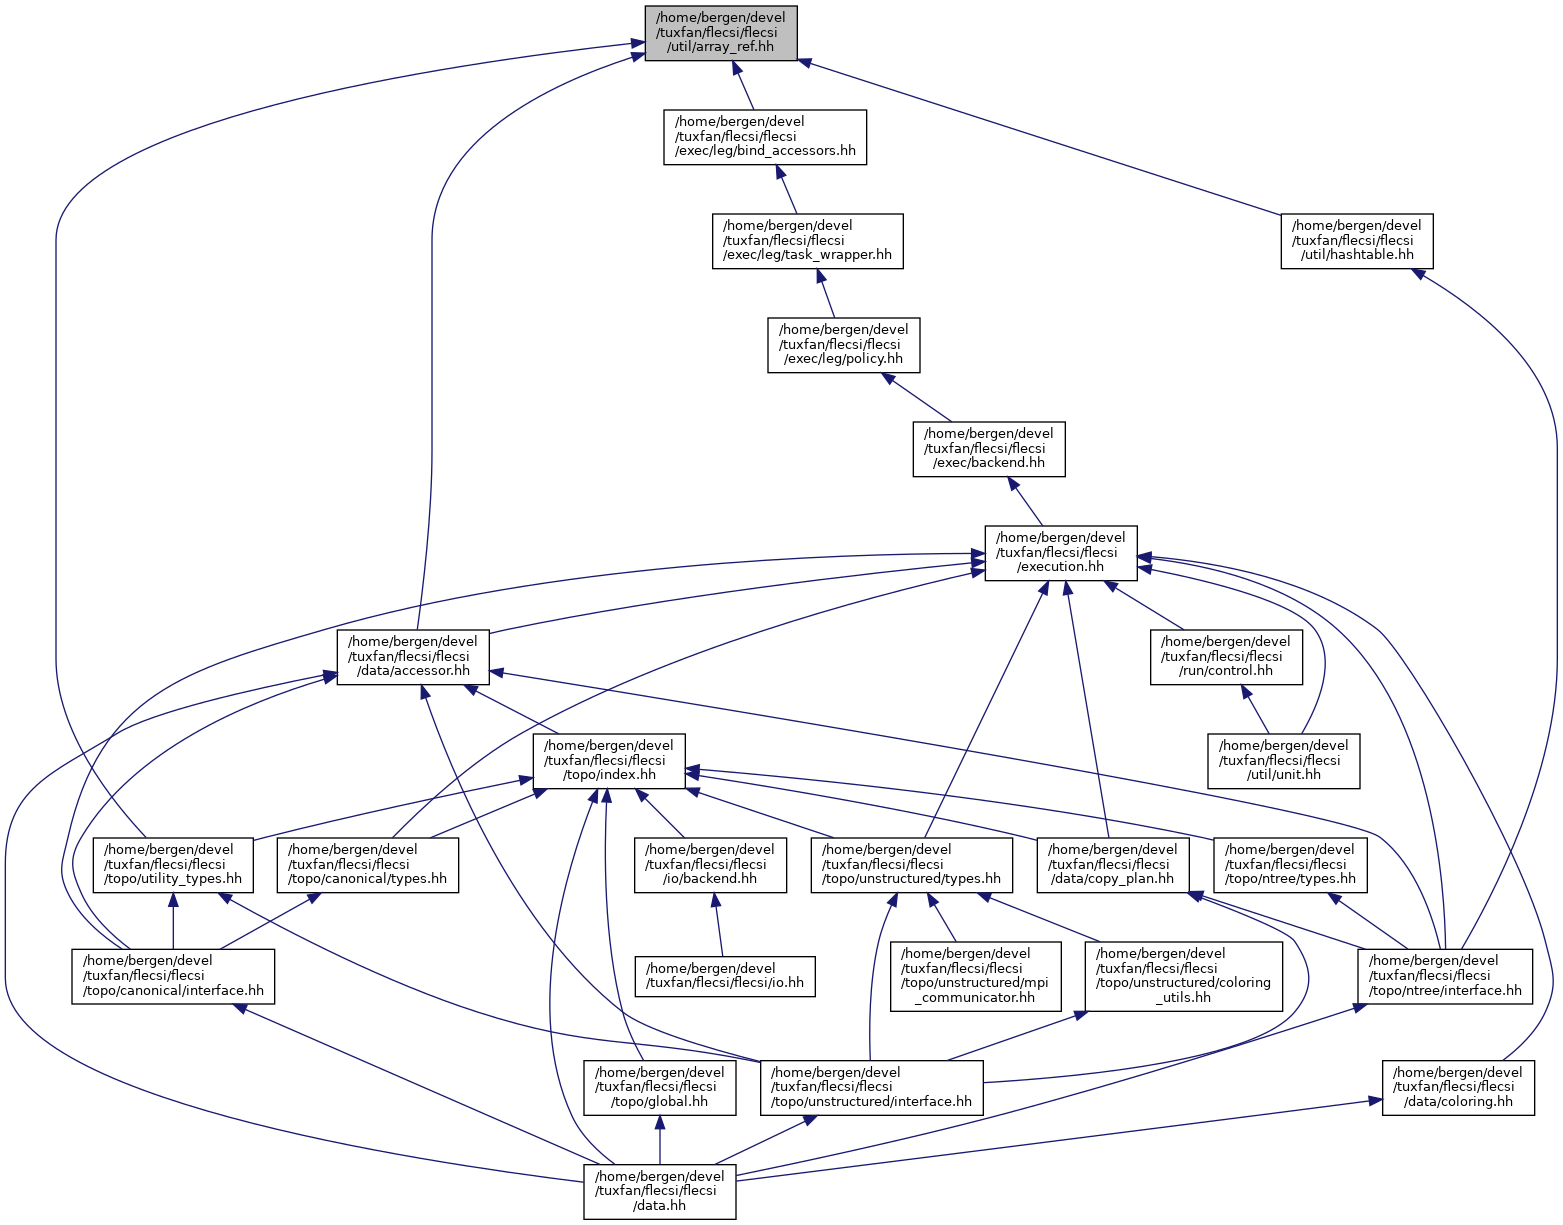 /home/bergen/devel
/tuxfan/flecsi/flecsi
/util/array_ref.hh
/home/bergen/devel
/tuxfan/flecsi/flecsi
/exec/leg/bind_accessors.hh
/home/bergen/devel
/tuxfan/flecsi/flecsi
/exec/leg/task_wrapper.hh
/home/bergen/devel
/tuxfan/flecsi/flecsi
/util/hashtable.hh
/home/bergen/devel
/tuxfan/flecsi/flecsi
/exec/leg/policy.hh
/home/bergen/devel
/tuxfan/flecsi/flecsi
/exec/backend.hh
/home/bergen/devel
/tuxfan/flecsi/flecsi
/execution.hh
/home/bergen/devel
/tuxfan/flecsi/flecsi
/data/accessor.hh
/home/bergen/devel
/tuxfan/flecsi/flecsi
/run/control.hh
/home/bergen/devel
/tuxfan/flecsi/flecsi
/topo/index.hh
/home/bergen/devel
/tuxfan/flecsi/flecsi
/util/unit.hh
/home/bergen/devel
/tuxfan/flecsi/flecsi
/topo/utility_types.hh
/home/bergen/devel
/tuxfan/flecsi/flecsi
/topo/canonical/types.hh
/home/bergen/devel
/tuxfan/flecsi/flecsi
/io/backend.hh
/home/bergen/devel
/tuxfan/flecsi/flecsi
/topo/unstructured/types.hh
/home/bergen/devel
/tuxfan/flecsi/flecsi
/data/copy_plan.hh
/home/bergen/devel
/tuxfan/flecsi/flecsi
/topo/ntree/types.hh
/home/bergen/devel
/tuxfan/flecsi/flecsi
/topo/canonical/interface.hh
/home/bergen/devel
/tuxfan/flecsi/flecsi/io.hh
/home/bergen/devel
/tuxfan/flecsi/flecsi
/topo/unstructured/mpi
_communicator.hh
/home/bergen/devel
/tuxfan/flecsi/flecsi
/topo/unstructured/coloring
_utils.hh
/home/bergen/devel
/tuxfan/flecsi/flecsi
/topo/ntree/interface.hh
/home/bergen/devel
/tuxfan/flecsi/flecsi
/topo/global.hh
/home/bergen/devel
/tuxfan/flecsi/flecsi
/topo/unstructured/interface.hh
/home/bergen/devel
/tuxfan/flecsi/flecsi
/data/coloring.hh
/home/bergen/devel
/tuxfan/flecsi/flecsi
/data.hh